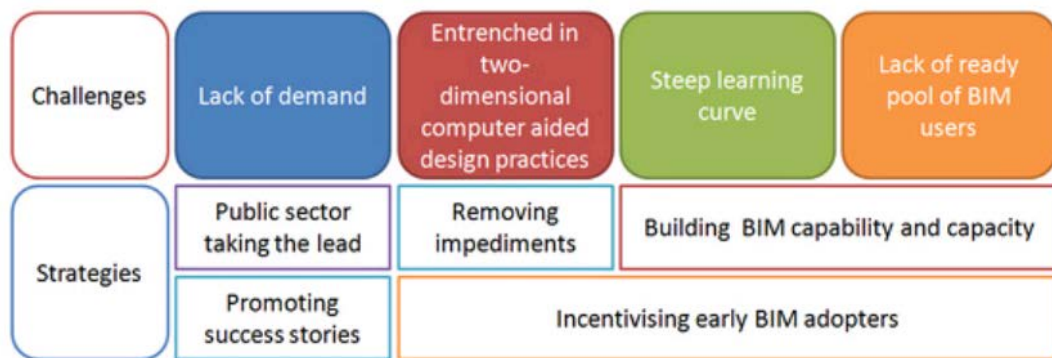 Challenges
Lack of demand
Entrenched in
two-
dimensional
computer aided
design practices
Steep learning
curve
Lack of ready
pool of BIM
users
Strategies
Public sector
taking the lead
Removing
impediments
Building BIM capability and capacity
Promoting
success stories
Incentivising early BIM adopters